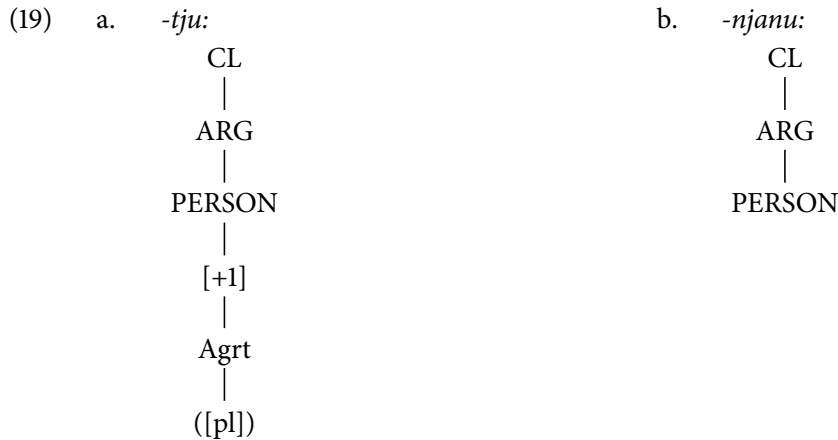 (19) a. -tju: b. -njanu:
CL CL
ARG ARG
PERSON PERSON
[+1]
Agrt
([pl])